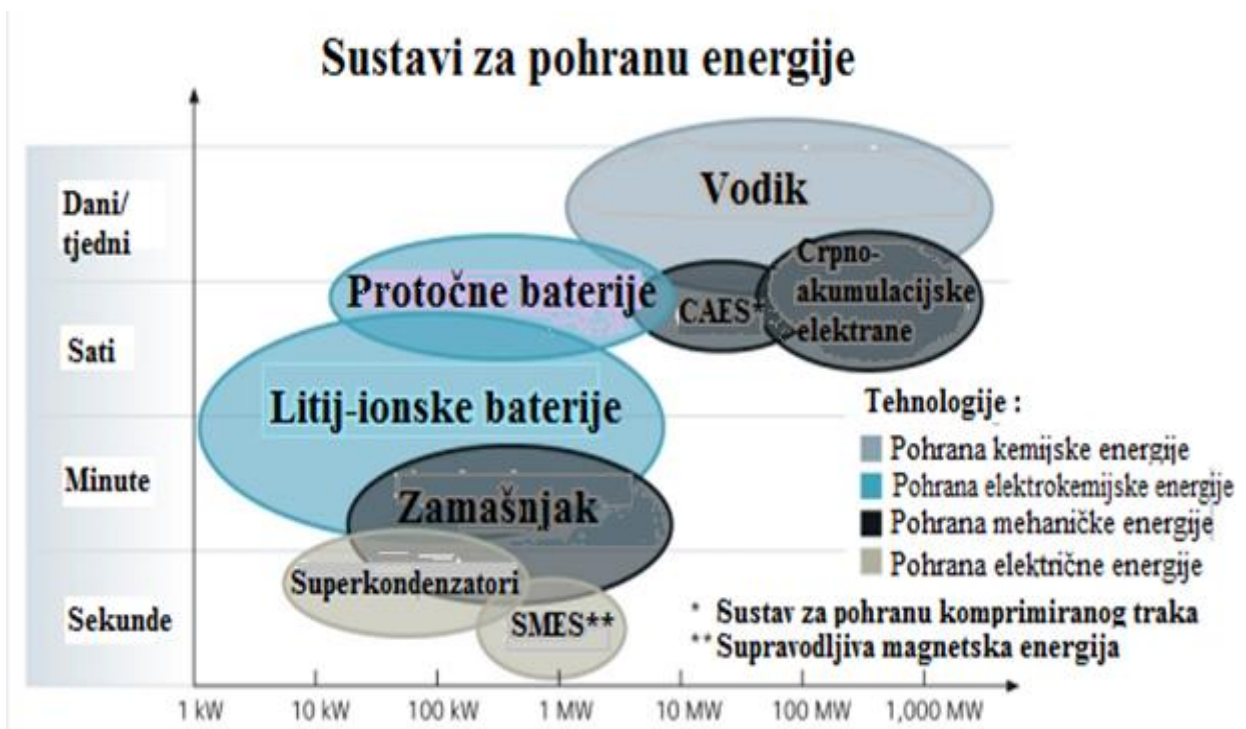 Sustavi za pohranu energije
Dani/
tjedni
Sati
Minute
Sekunde
Vodik
Protočne baterije
CAES*
Crpno-
akumulacijske
elektrane
Litij-ionske baterije
Zamašnjak
Superkondenzatori
SMES**
Tehnologije :
Pohrana kemijske energije
Pohrana elektrokemijske energije
Pohrana mehaničke energije
Pohrana električne energije
* Sustav za pohranu komprimiranog traka
** Supravodljiva magnetska energija
1 kW 10 kW 100 kW 1 MW 10 MW 100 MW 1,000 MW